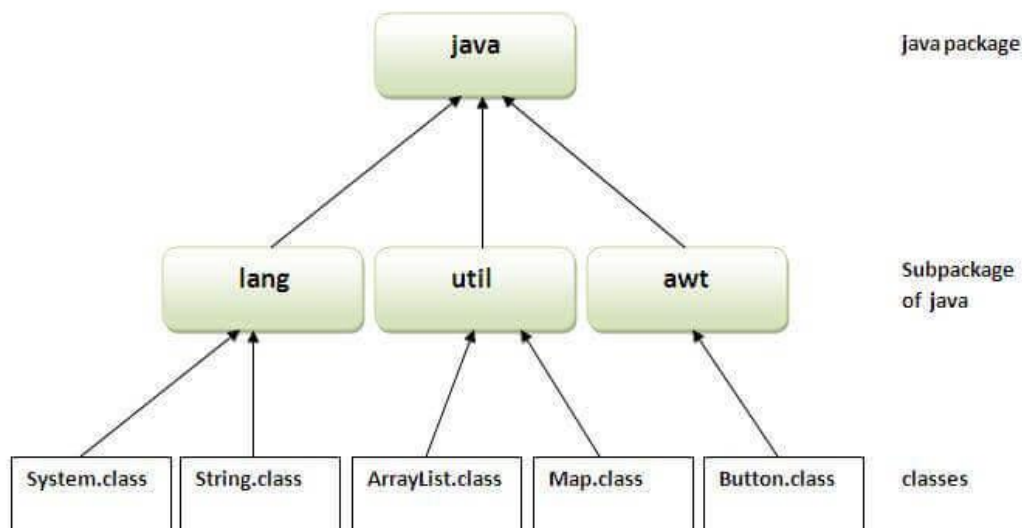 java
java package
lang
util
awt
Subpackage
of java
System.class
String.class
ArrayList.class
Map.class
Button.class
classes